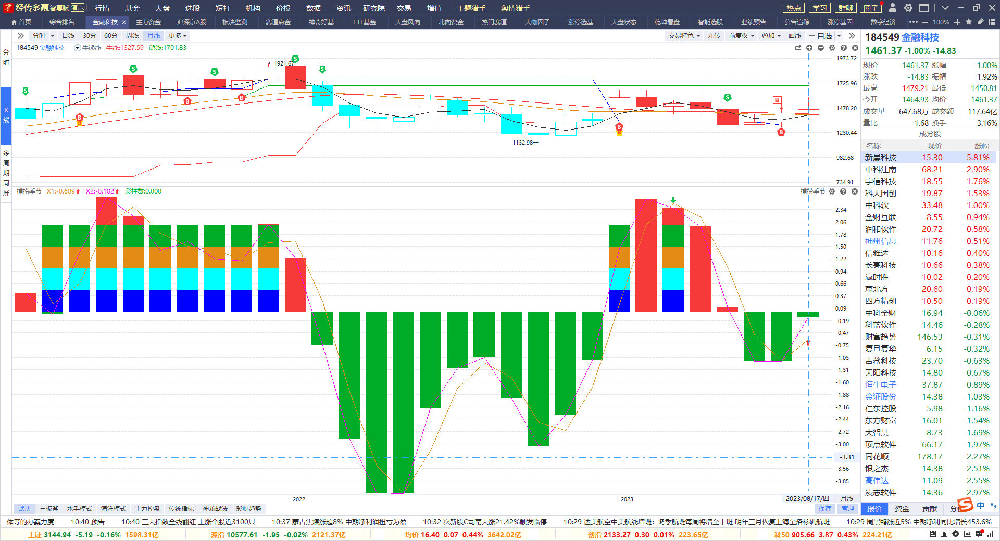 经传多赢 智尊版 演示 行情 基金 大盘 选股 短打 机构 价投 数据 资讯 研究院 交易 增值 主题猎手 舆情猎手 热点 学习 群聊 圈子
首页 综合排名 金融科技 × 主力资金 沪深京A股 板块监测 赛道点金 神奇好基 ETF基金 大盘风向 北向资金 热门赛道 大咖圈子 涨停选基 大盘状态 乾坤看盘 智能选股 业绩预告 公告追踪 涨停基因 数字经济 100%
分时 日线 30分 60分 周线 月线 更多 交易特色 九转 前复权 叠加 画线 一自选
184549 金融科技 牛熊线 牛线:1327.59 熊线:1701.83
分时
K线
多周期同屏
1973.72
1725.96
1478.20
1230.44
982.68
734.91
←1921.67
1132.98→
S
S
S
S
S
S
B
B
B
B
B
B
B
自
捕捞季节 X1:-0.609 X2:-0.102 彩柱数:0.000 捕捞季节
2.34
2.06
1.78
1.50
1.22
0.94
0.66
0.37
0.09
-0.19
-0.47
-0.75
-1.03
-1.31
-1.60
-1.88
-2.16
-2.44
-2.72
-3.00
-3.31
-3.56
-3.85
2022 2023 2023/08/17/四 月线
默认 三板斧 水手模式 海洋模式 主力控盘 传统指标 神龙战法 彩虹趋势 保存 管理
184549 金融科技
1461.37 -1.00% -14.83
现价 1461.37 涨幅 -1.00%
涨跌 -14.83 振幅 1.92%
最高 1479.21 最低 1450.81
今开 1464.93 均价 1461.37
成交量 647.68万 成交额 117.64亿
量比 1.68 换手 3.16%
成分股
名称 现价 涨幅
新晨科技 15.30 5.81%
中科江南 68.21 2.90%
宇信科技 18.55 1.76%
科大国创 19.87 1.53%
中科软 33.48 1.00%
金财互联 8.55 0.94%
润和软件 20.72 0.58%
神州信息 11.76 0.51%
信雅达 10.16 0.40%
长亮科技 10.66 0.38%
赢时胜 10.02 0.20%
京北方 20.60 0.19%
四方精创 10.50 0.19%
中科金财 16.94 -0.06%
科蓝软件 14.46 -0.28%
财富趋势 146.53 -0.31%
复旦复华 6.15 -0.32%
古鳌科技 23.70 -0.63%
天阳科技 14.80 -0.67%
恒生电子 37.87 -0.89%
金证股份 14.38 -1.03%
仁东控股 5.98 -1.16%
东方财富 16.01 -1.54%
大智慧 8.73 -1.69%
顶点软件 66.17 -1.97%
同花顺 178.17 -2.27%
银之杰 14.38 -2.51%
高伟达 11.09 -2.55%
凌志软件 14.36 -2.97%
报价 资金 贡献 分 S 中
体等的办案力度 10:40 预告 10:40 三大指数全线翻红 上涨个股近3100只 10:37 蒙古焦煤涨超8% 中期净利润扭亏为盈 10:32 次新股C司南大涨21.42%触发临停 10:29 达美航空中美航线增班：冬季航班每周将增至十班 明年三月恢复上海至洛杉矶航班 10:29 周黑鸭涨近5% 中期净利同比增长453.6%
上证 3144.94 -5.19 -0.16% 1598.31亿 深指 10577.61 -1.95 -0.02% 2121.37亿 均价 16.40 0.07 0.44% 3642.02亿 创指 2133.27 0.30 0.01% 223.65亿 科50 905.66 3.87 0.43% 224.21亿